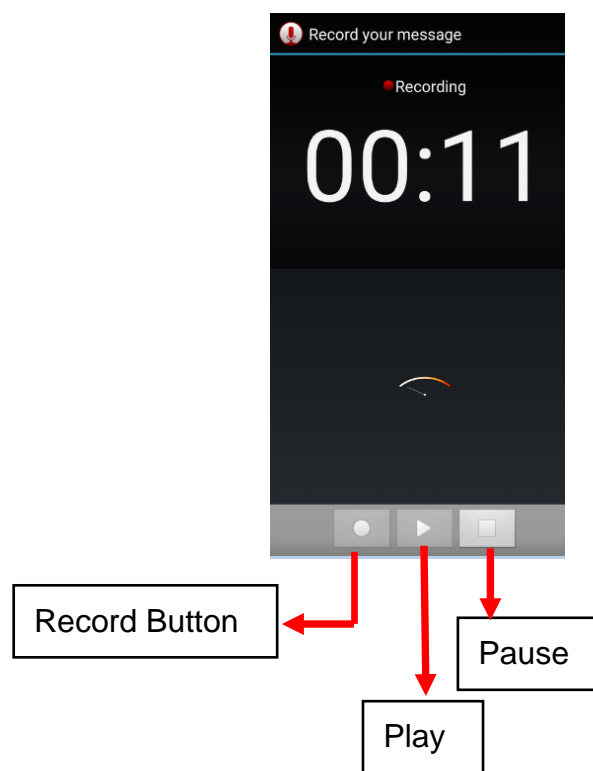 Record your message
Recording
00:11
Record Button
Pause
Play